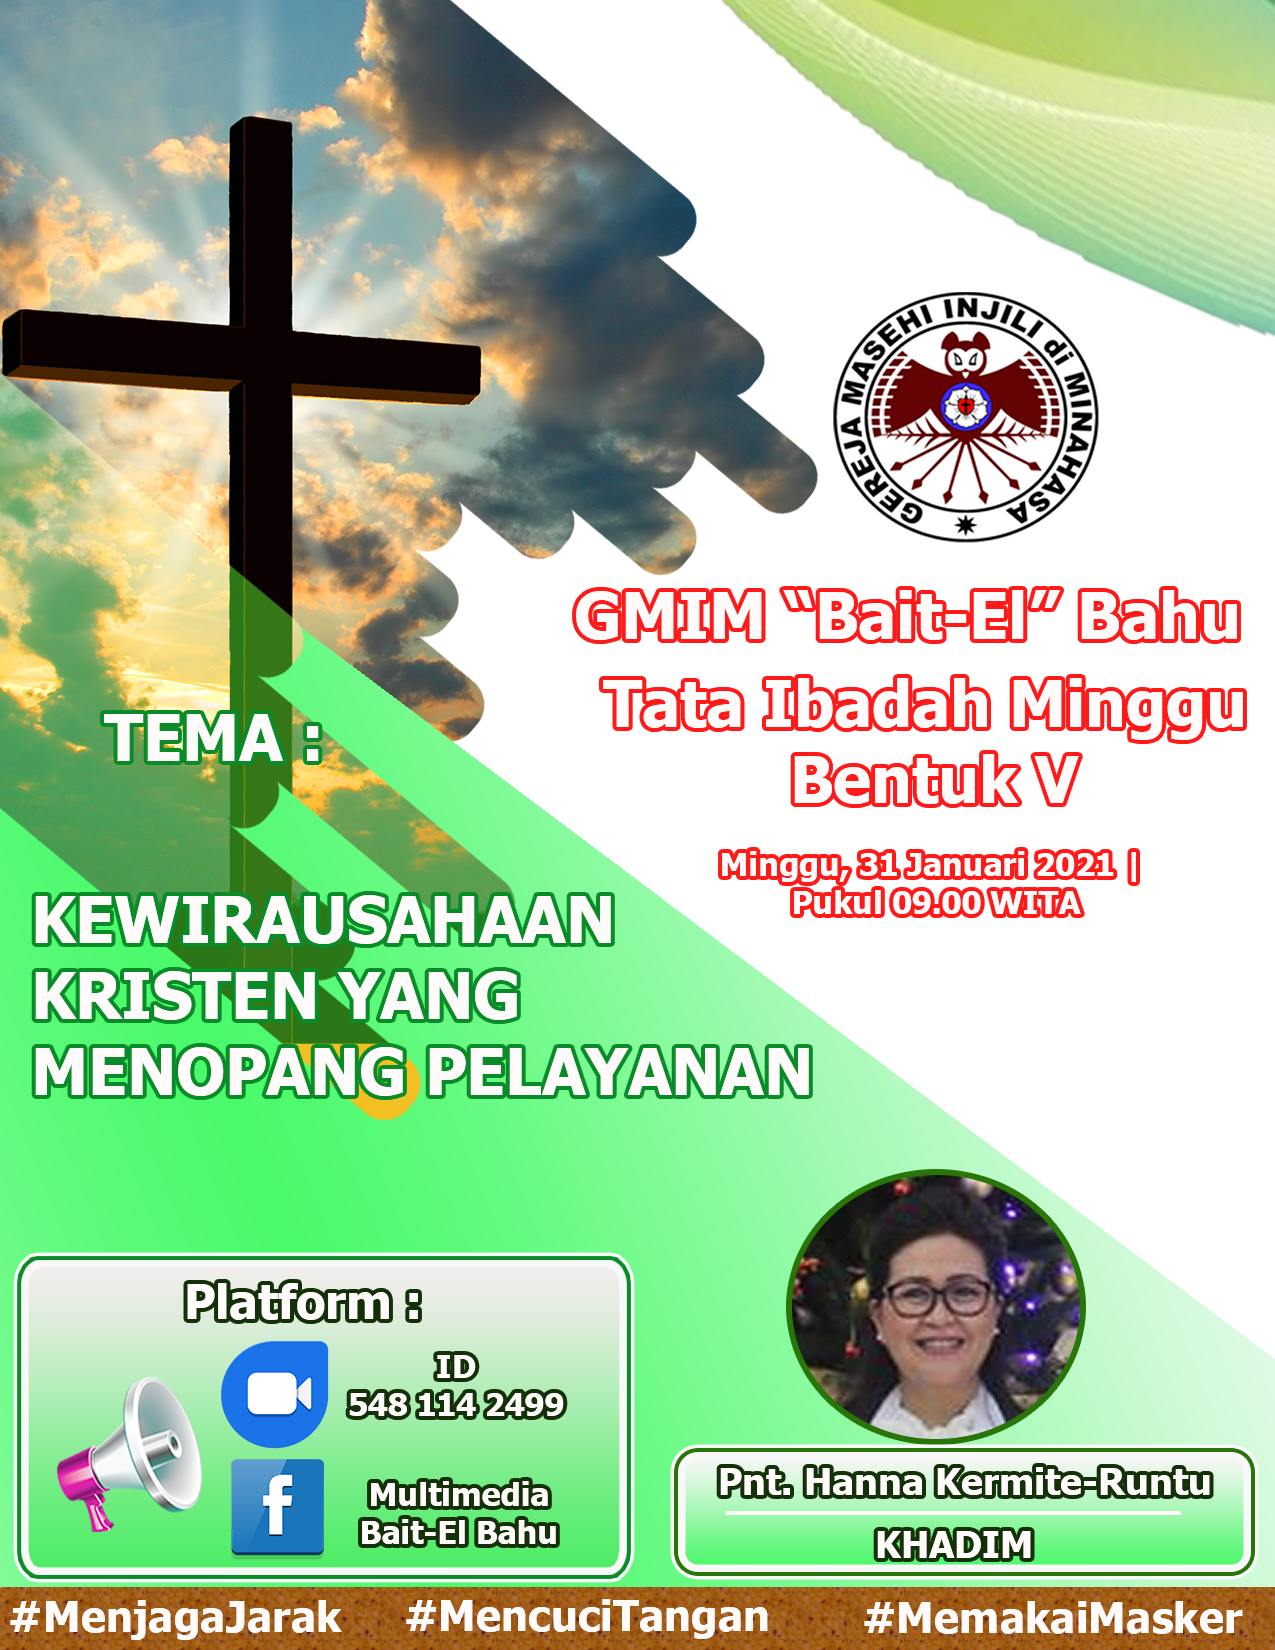 GEREJA MASEHI INJILI di MINAHASA
GMIM “Bait-El” Bahu
Tata Ibadah Minggu
Bentuk V
Minggu, 31 Januari 2021 |
Pukul 09.00 WITA
TEMA :
KEWIRAUSAHAAN
KRISTEN YANG
MENOPANG PELAYANAN
Platform :
ID
548 114 2499
Multimedia
Bait-El Bahu
Pnt. Hanna Kermite-Runtu
KHADIM
#MenjagaJarak #MencuciTangan #MemakaiMasker